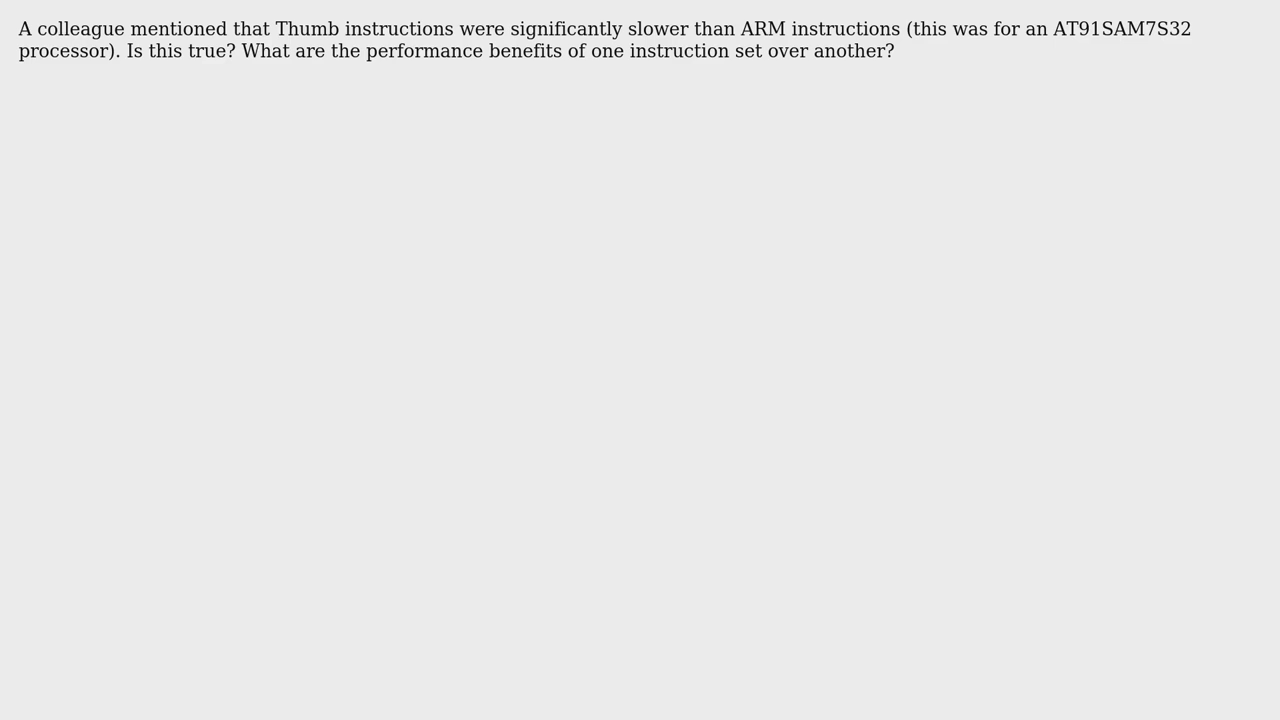 A colleague mentioned that Thumb instructions were significantly slower than ARM instructions (this was for an AT91SAM7S32
processor). Is this true? What are the performance benefits of one instruction set over another?